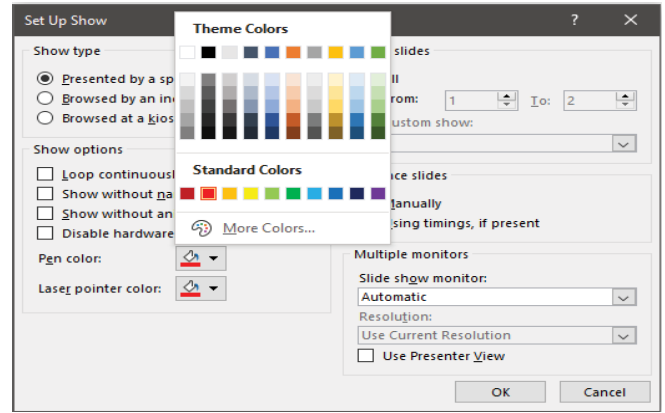 Set Up Show ? ×
Theme Colors
Show type
slides
Presented by a sp
ll
Browsed by an in
rom: 1 To: 2
Browsed at a kios
ustom show:
Show options
Standard Colors
Loop continuousl
ce slides
Show without na
Manually
Show without an
sing timings, if present
Disable hardware
More Colors...
Pen color:
Multiple monitors
Slide show monitor:
Laser pointer color:
Automatic
Resolution:
Use Current Resolution
Use Presenter View
OK Cancel